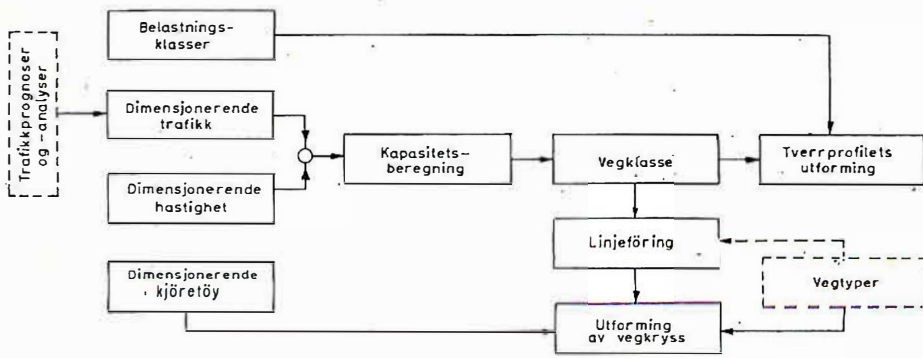 Trafikkprognoser
og-analyser
Belastnings-
klasser
Dimensjonerende
trafikk
Dimensjonerende
hastighet
Dimensjonerende
kjöretöy
Kapasitets-
beregning
Vegklasse
Tverrprofilets
utforming
Linjeföring
Vegtyper
Utforming
av vegkryss